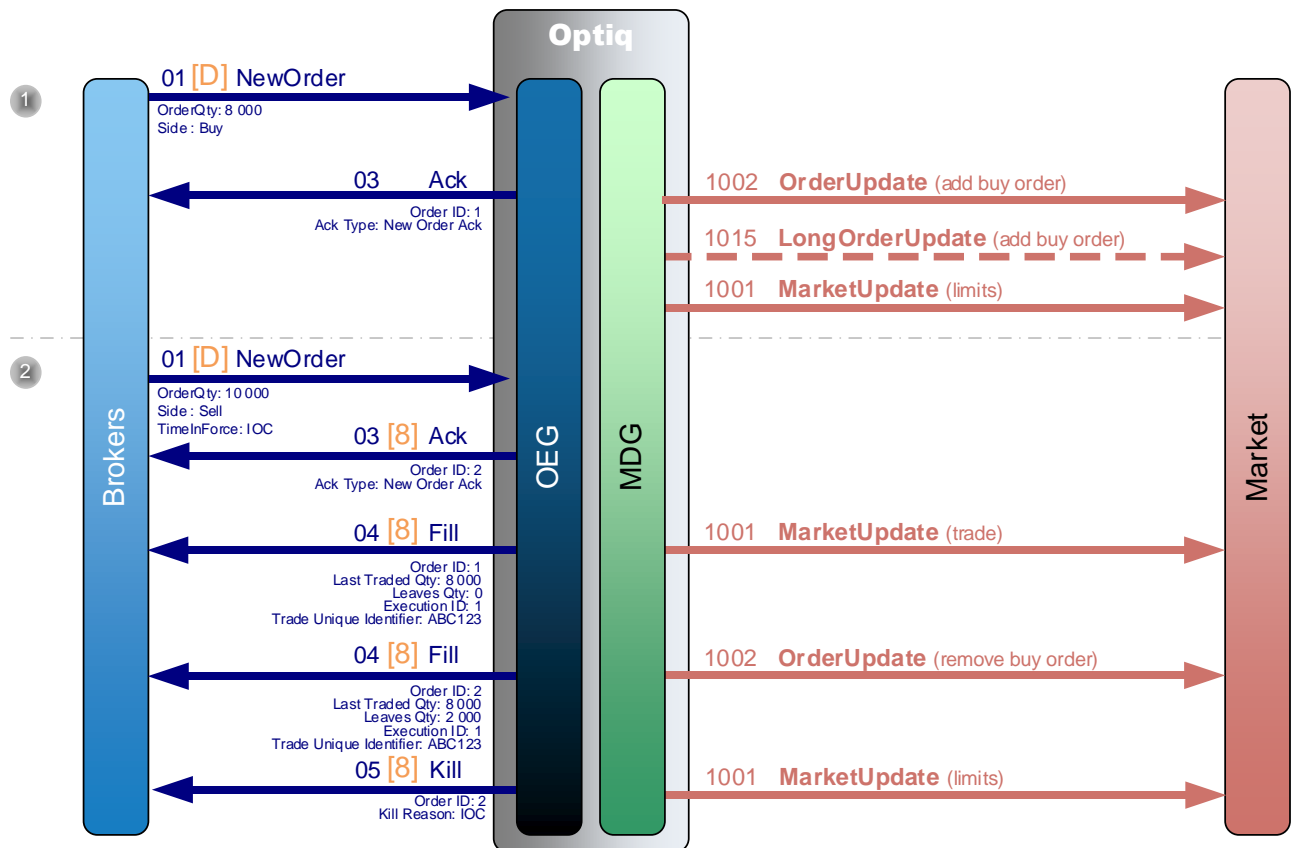 Optiq
1
01 [D] NewOrder
OrderQty: 8 000
Side : Buy
03 Ack
Order ID: 1
Ack Type: New Order Ack
1002 OrderUpdate (add buy order)
1015 LongOrderUpdate (add buy order)
1001 MarketUpdate (limits)
2
01 [D] NewOrder
OrderQty: 10 000
Side : Sell
TimeInForce: IOC
03 [8] Ack
Order ID: 2
Ack Type: New Order Ack
04 [8] Fill
Order ID: 1
Last Traded Qty: 8 000
Leaves Qty: 0
Execution ID: 1
Trade Unique Identifier: ABC123
1001 MarketUpdate (trade)
04 [8] Fill
Order ID: 2
Last Traded Qty: 8 000
Leaves Qty: 2 000
Execution ID: 1
Trade Unique Identifier: ABC123
1002 OrderUpdate (remove buy order)
05 [8] Kill
Order ID: 2
Kill Reason: IOC
1001 MarketUpdate (limits)
Brokers
OEG
MDG
Market